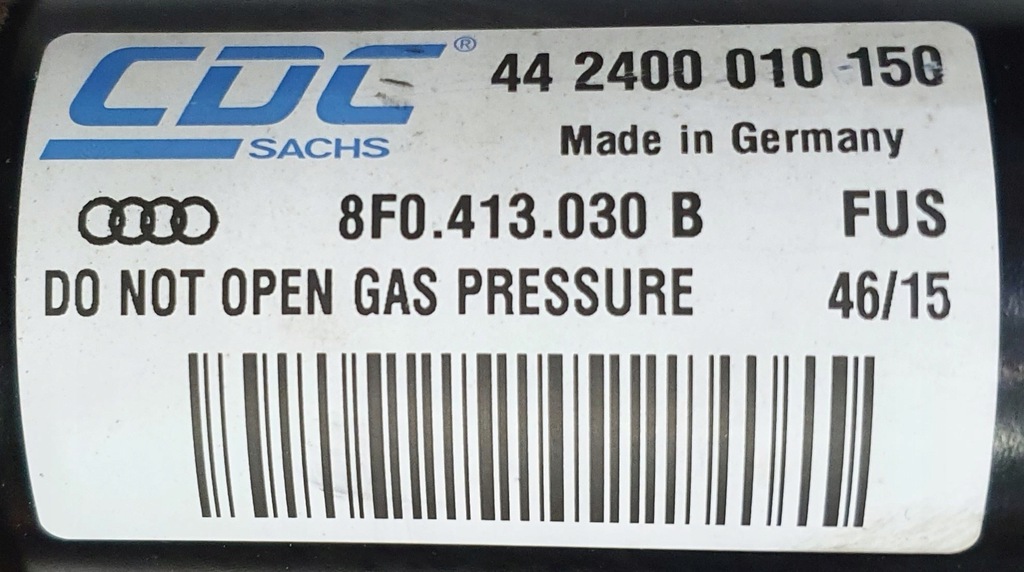 CDC® 44 2400 010 150
SACHS Made in Germany
8F0.413.030 B FUS
DO NOT OPEN GAS PRESSURE 46/15